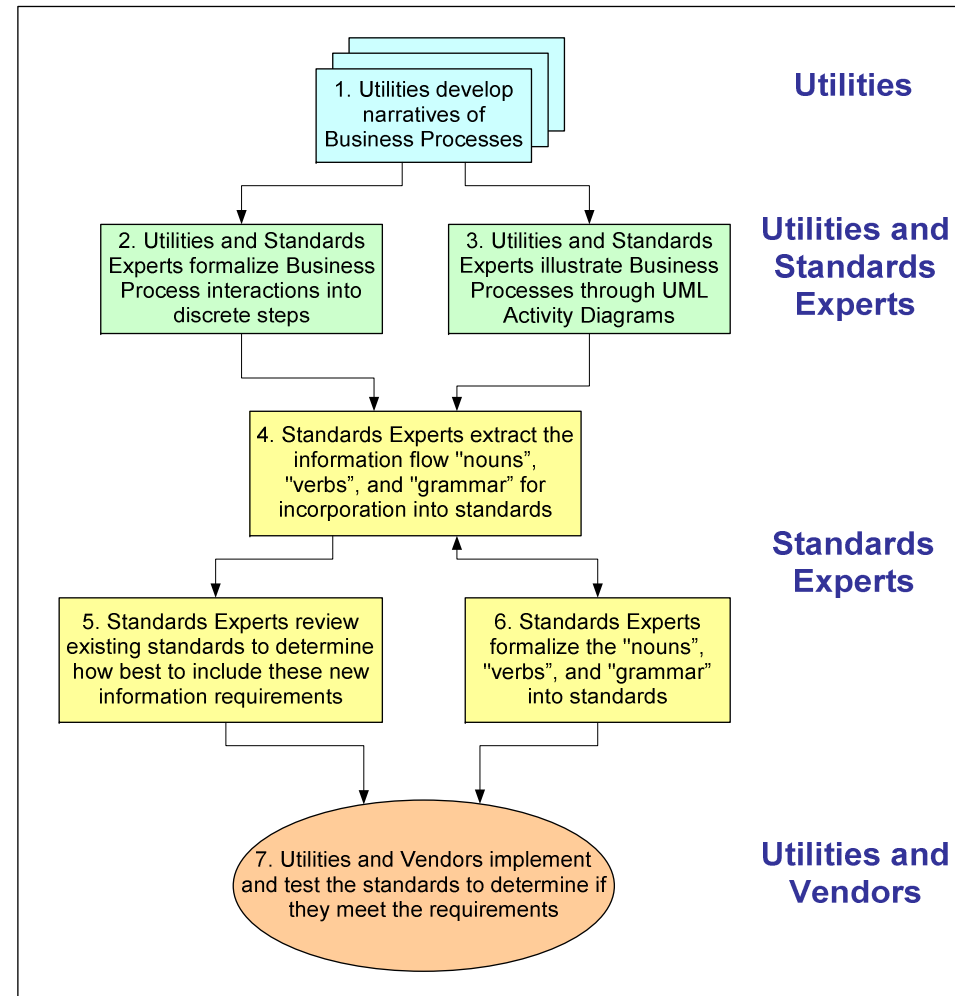 1. Utilities develop
narratives of
Business Processes
Utilities
2. Utilities and Standards
Experts formalize Business
Process interactions into
discrete steps
3. Utilities and Standards
Experts illustrate Business
Processes through UML
Activity Diagrams
Utilities and
Standards
Experts
4. Standards Experts extract the
information flow "nouns”,
"verbs”, and "grammar” for
incorporation into standards
Standards
Experts
5. Standards Experts review
existing standards to determine
how best to include these new
information requirements
6. Standards Experts
formalize the "nouns”,
"verbs”, and "grammar”
into standards
7. Utilities and Vendors implement
and test the standards to determine if
they meet the requirements
Utilities and
Vendors